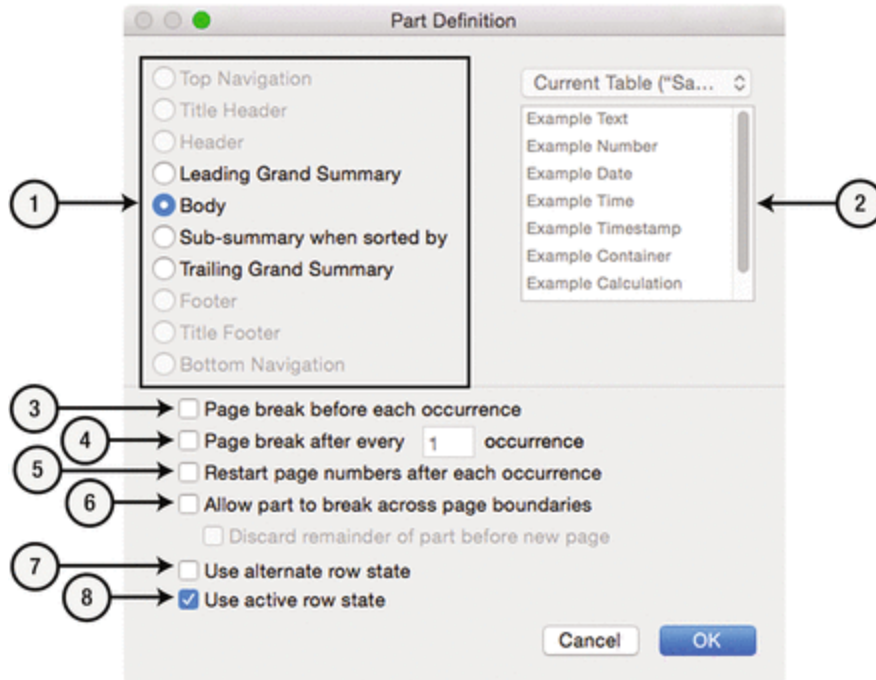 Part Definition
Top Navigation
Title Header
Header
Leading Grand Summary
Body
Sub-summary when sorted by
Trailing Grand Summary
Footer
Title Footer
Bottom Navigation
1
Current Table ("Sa...
Example Text
Example Number
Example Date
Example Time
Example Timestamp
Example Container
Example Calculation
2
3 Page break before each occurrence
4 Page break after every 1 occurrence
5 Restart page numbers after each occurrence
6 Allow part to break across page boundaries
Discard remainder of part before new page
7 Use alternate row state
8 Use active row state
Cancel OK